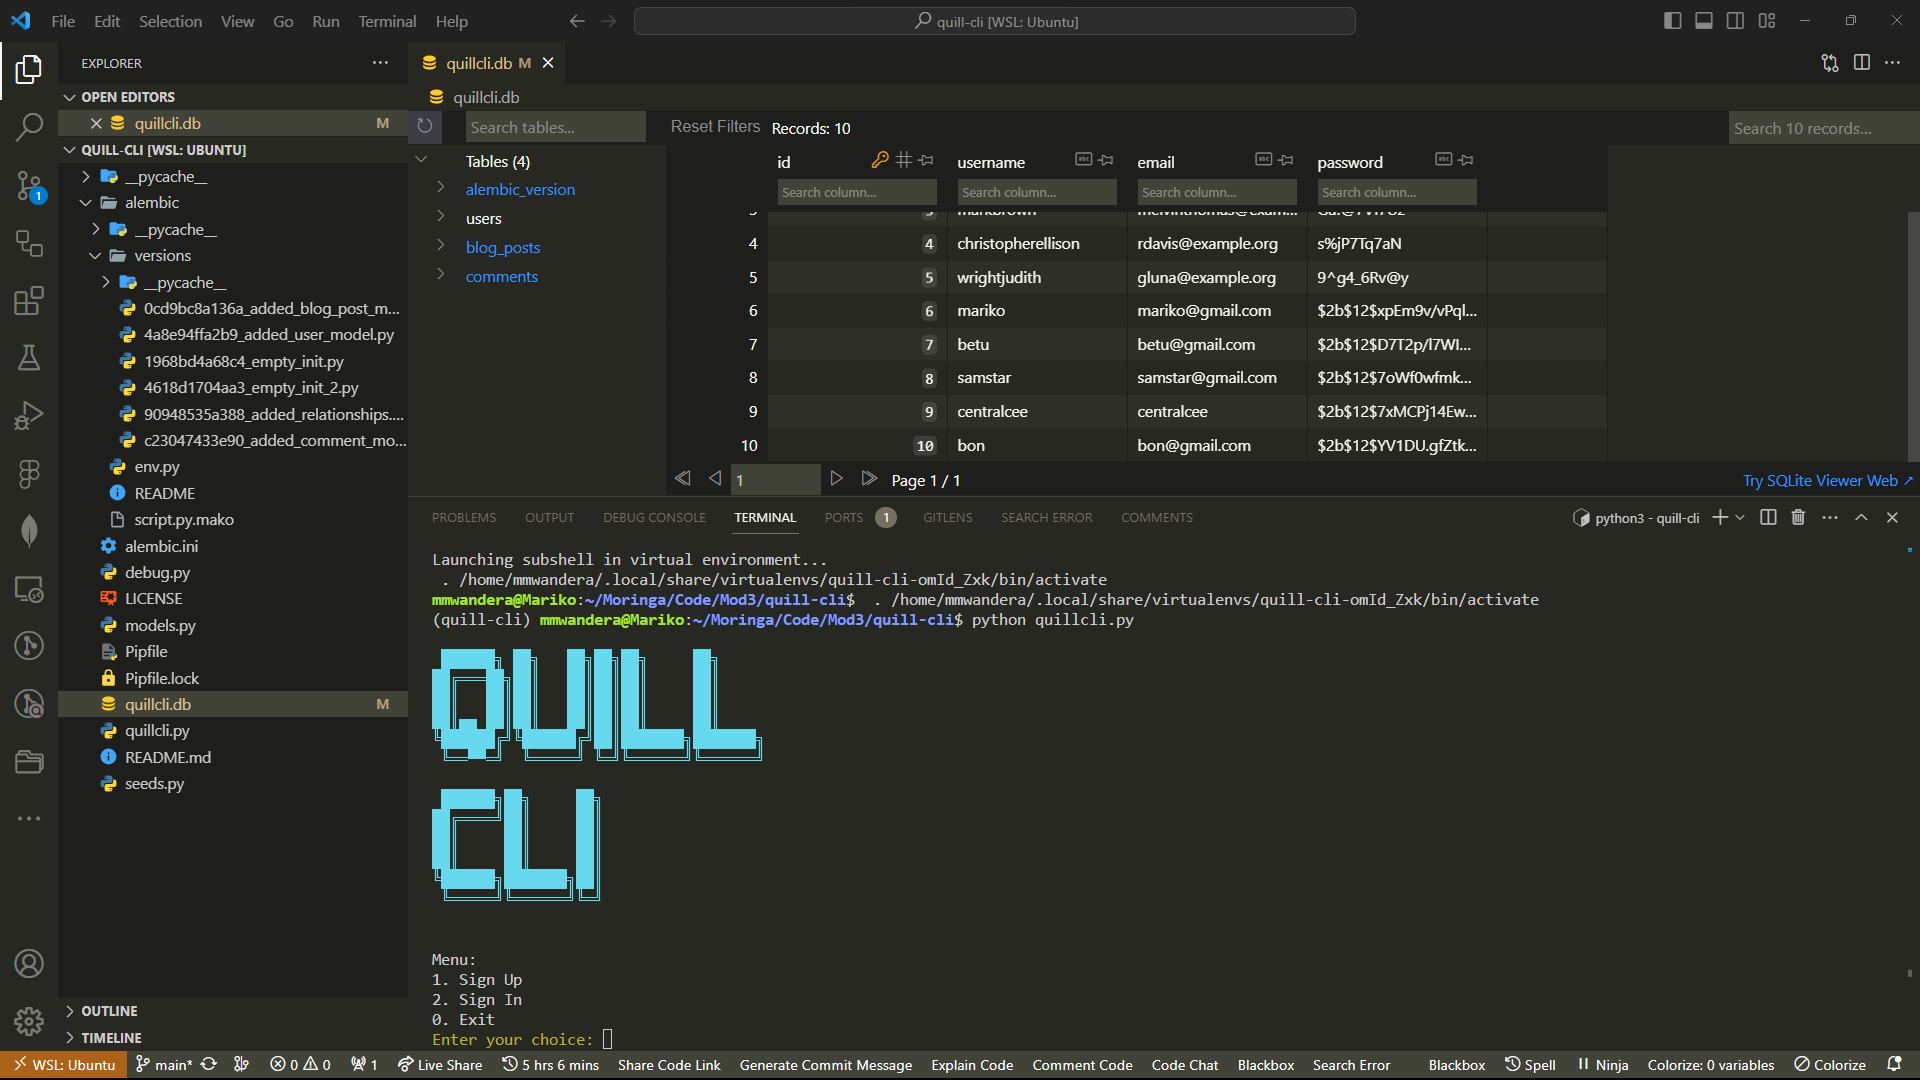 File Edit Selection View Go Run Terminal Help
quill-cli [WSL: Ubuntu]
EXPLORER
OPEN EDITORS
quillcli.db M
QUILL-CLI [WSL: UBUNTU]
__pycache__
alembic
__pycache__
versions
__pycache__
0cd9bc8a136a_added_blog_post_m...
4a8e94ffa2b9_added_user_model.py
1968bd4a68c4_empty_init.py
4618d1704aa3_empty_init_2.py
90948535a388_added_relationships....
c23047433e90_added_comment_mo...
env.py
README
script.py.mako
alembic.ini
debug.py
LICENSE
models.py
Pipfile
Pipfile.lock
quillcli.db M
quillcli.py
README.md
seeds.py
OUTLINE
TIMELINE
1
quillcli.db M
quillcli.db
Search tables...
Reset Filters Records: 10
Search 10 records...
Tables (4)
alembic_version
users
blog_posts
comments
id username email password
Search column... Search column... Search column... Search column...
4 4 christopherellison rdavis@example.org s%jP7Tq7aN
5 5 wrightjudith gluna@example.org 9^g4_6Rv@y
6 6 mariko mariko@gmail.com $2b$12$xpEm9v/vPql...
7 7 betu betu@gmail.com $2b$12$D7T2p/l7WI...
8 8 samstar samstar@gmail.com $2b$12$7oWf0wfmk...
9 9 centralcee centralcee $2b$12$7xMCPj14Ew...
10 10 bon bon@gmail.com $2b$12$YV1DU.gfZtk...
1 Page 1 / 1
Try SQLite Viewer Web
PROBLEMS OUTPUT DEBUG CONSOLE TERMINAL PORTS 1 GITLENS SEARCH ERROR COMMENTS
python3 - quill-cli
Launching subshell in virtual environment...
. /home/mmwandera/.local/share/virtualenvs/quill-cli-omId_Zxk/bin/activate
mmwandera@Mariko:~/Moringa/Code/Mod3/quill-cli$ . /home/mmwandera/.local/share/virtualenvs/quill-cli-omId_Zxk/bin/activate
(quill-cli) mmwandera@Mariko:~/Moringa/Code/Mod3/quill-cli$ python quillcli.py
QUILL
CLI
Menu:
1. Sign Up
2. Sign In
0. Exit
Enter your choice:
WSL: Ubuntu main* 0 0 1 Live Share 5 hrs 6 mins Share Code Link Generate Commit Message Explain Code Comment Code Code Chat Blackbox Search Error Blackbox Spell Ninja Colorize: 0 variables Colorize